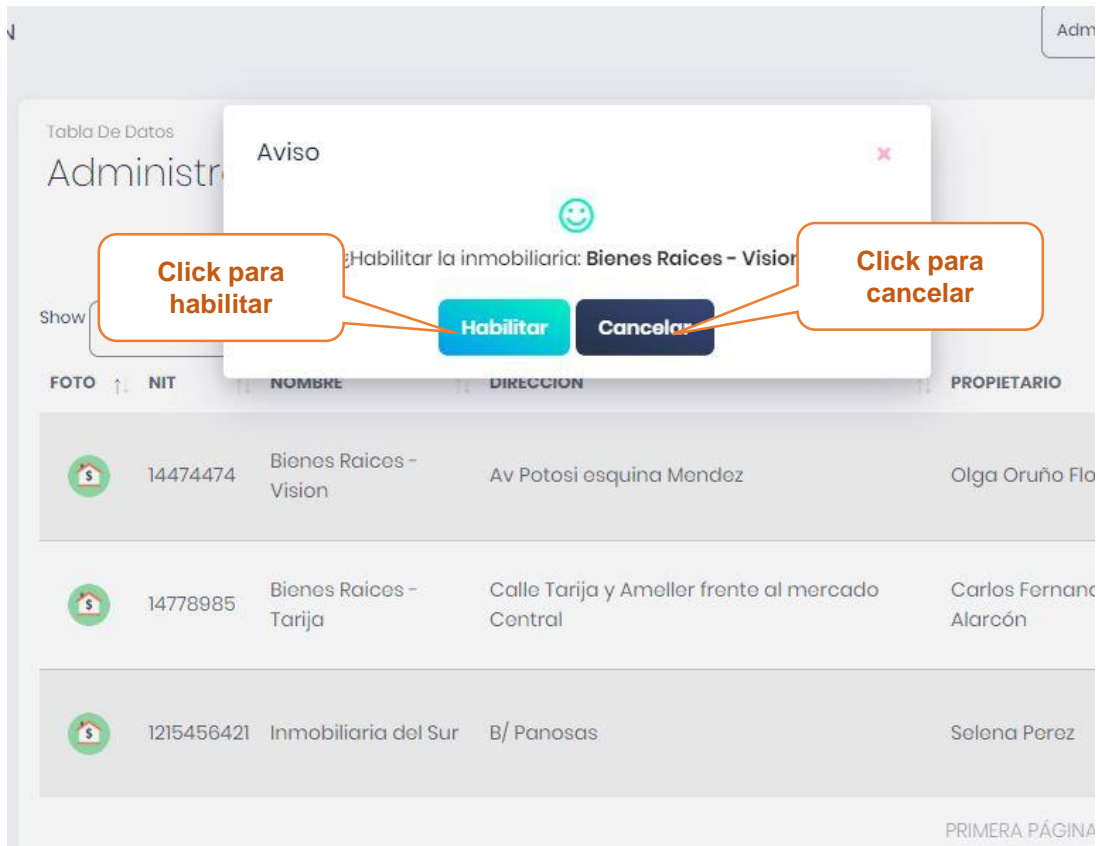 Tabla De Datos
Aviso
¿Habilitar la inmobiliaria: Bienes Raices - Vision
Click para
habilitar
Click para
cancelar
Show
Habilitar
Cancelar
FOTO NIT NOMBRE DIRECCION PROPIETARIO
14474474 Bienes Raices - Av Potosi esquina Mendez Olga Oruño Flo
Vision
14778985 Bienes Raices - Calle Tarija y Ameller frente al mercado Carlos Fernand
Tarija Central Alarcón
1215456421 Inmobiliaria del Sur B/ Panosas Selena Perez
PRIMERA PÁGINA